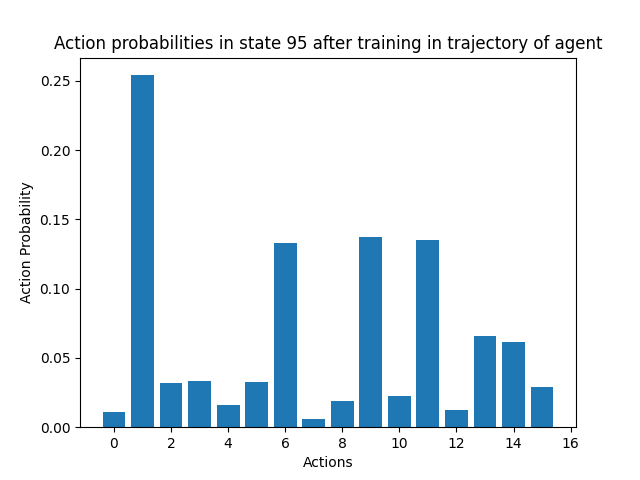 Action probabilities in state 95 after training in trajectory of agent
0.25
0.20
0.15
0.10
0.05
0.00
Action Probability
0 2 4 6 8 10 12 14 16
Actions